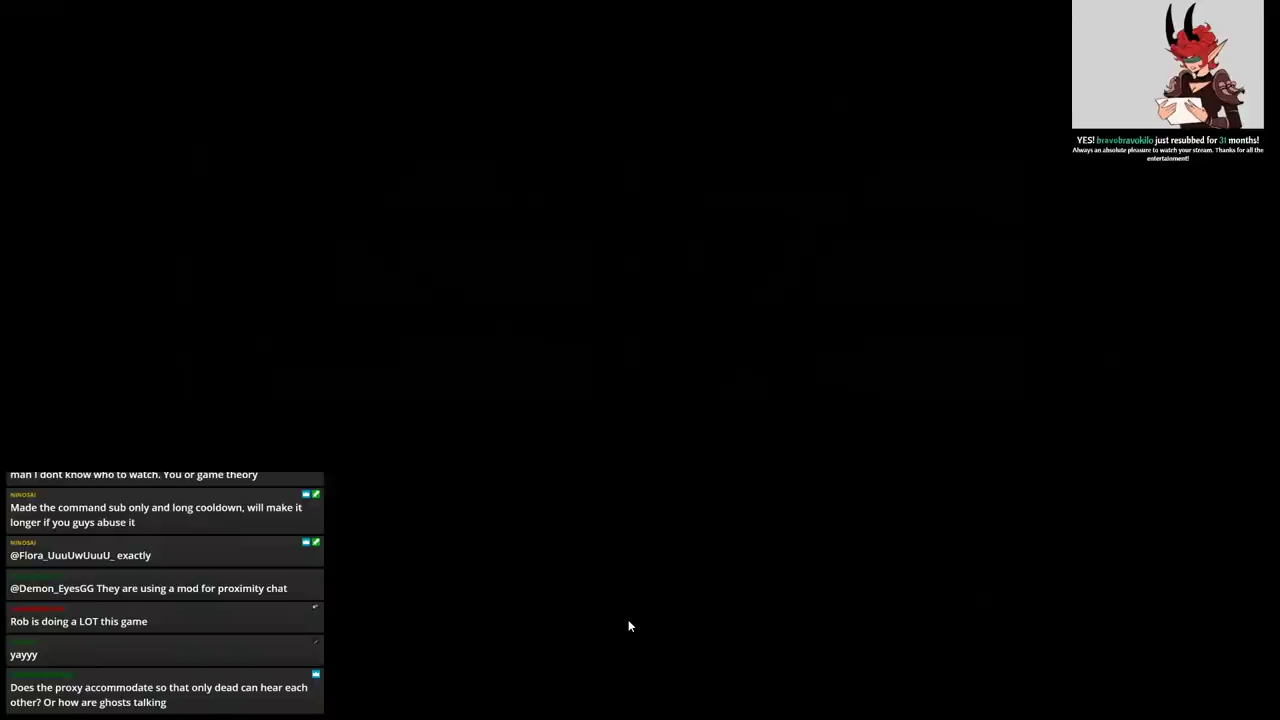 YES! bravobravokilo just resubbed for 31 months!
Always an absolute pleasure to watch your stream. Thanks for all the
entertainment!
man I dont know who to watch. You or game theory
NINOSAI
Made the command sub only and long cooldown, will make it
longer if you guys abuse it
NINOSAI
@Flora_UuuUwUuuU_ exactly
@Demon_EyesGG They are using a mod for proximity chat
Rob is doing a LOT this game
yayyy
Does the proxy accommodate so that only dead can hear each
other? Or how are ghosts talking